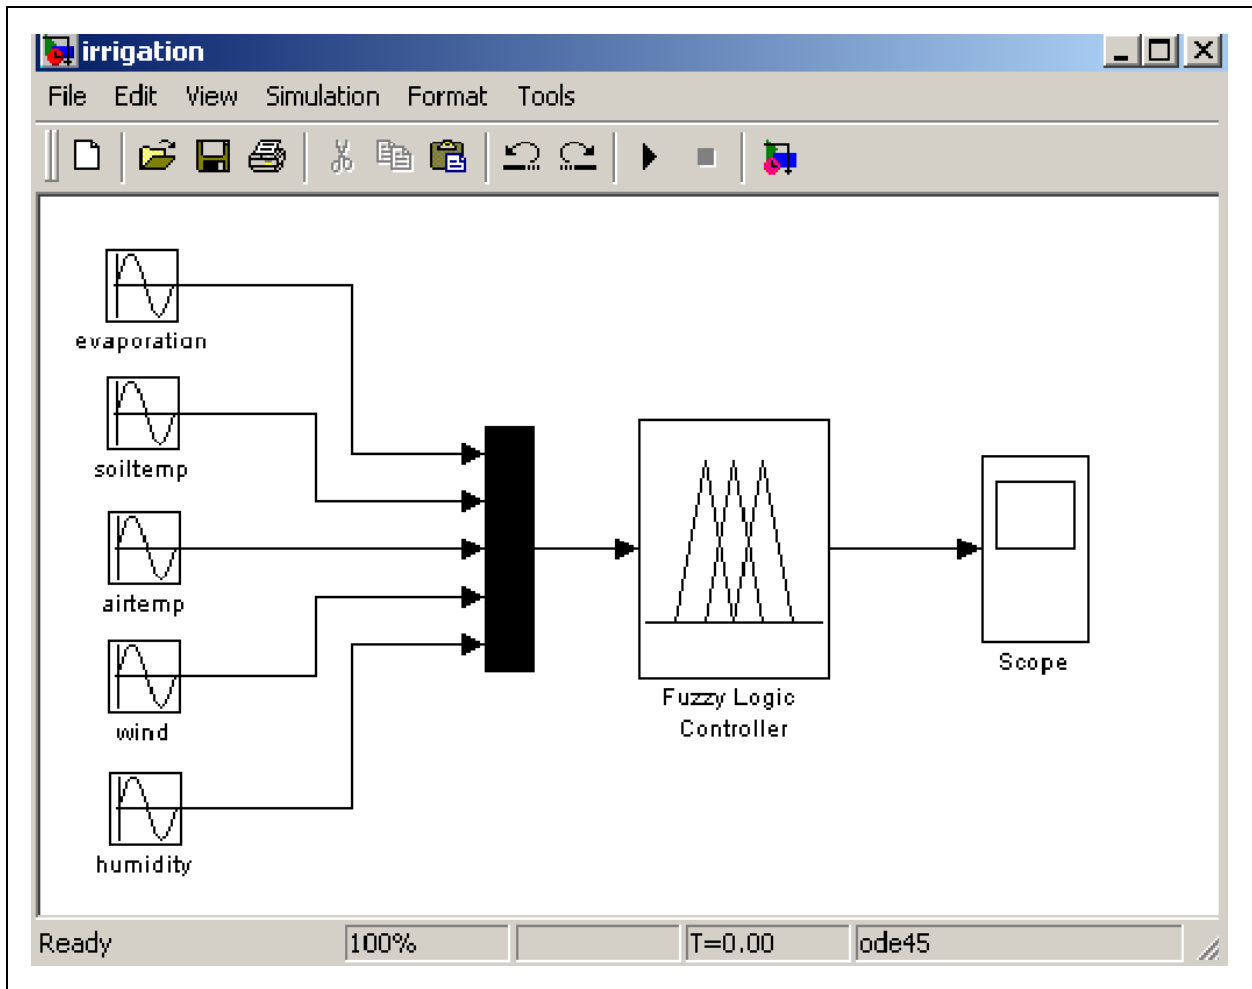 irrigation
File Edit View Simulation Format Tools
evaporation
soiltemp
airtemp
wind
humidity
Fuzzy Logic
Controller
Scope
Ready 100% T=0.00 ode45